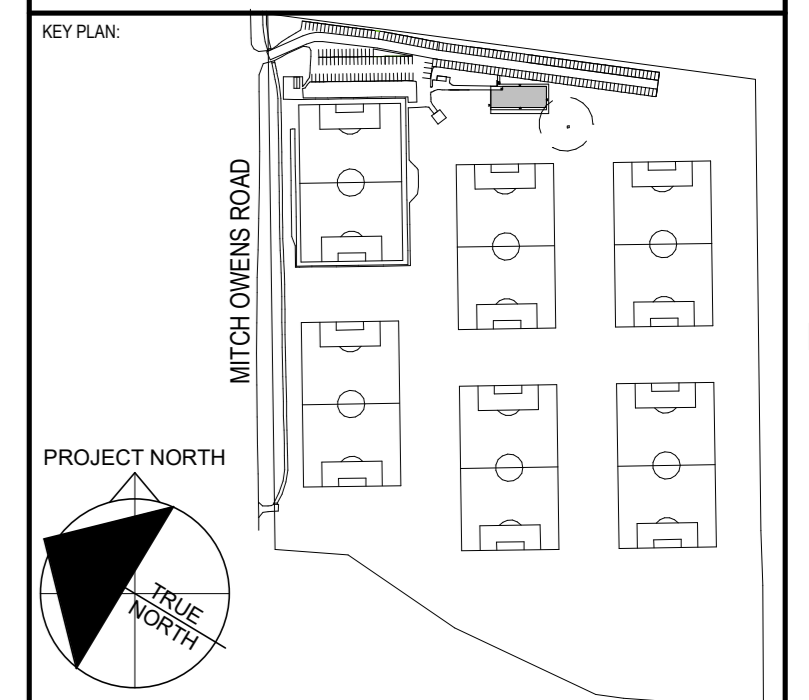 KEY PLAN:
MITCH OWENS ROAD
PROJECT NORTH
TRUE
NORTH